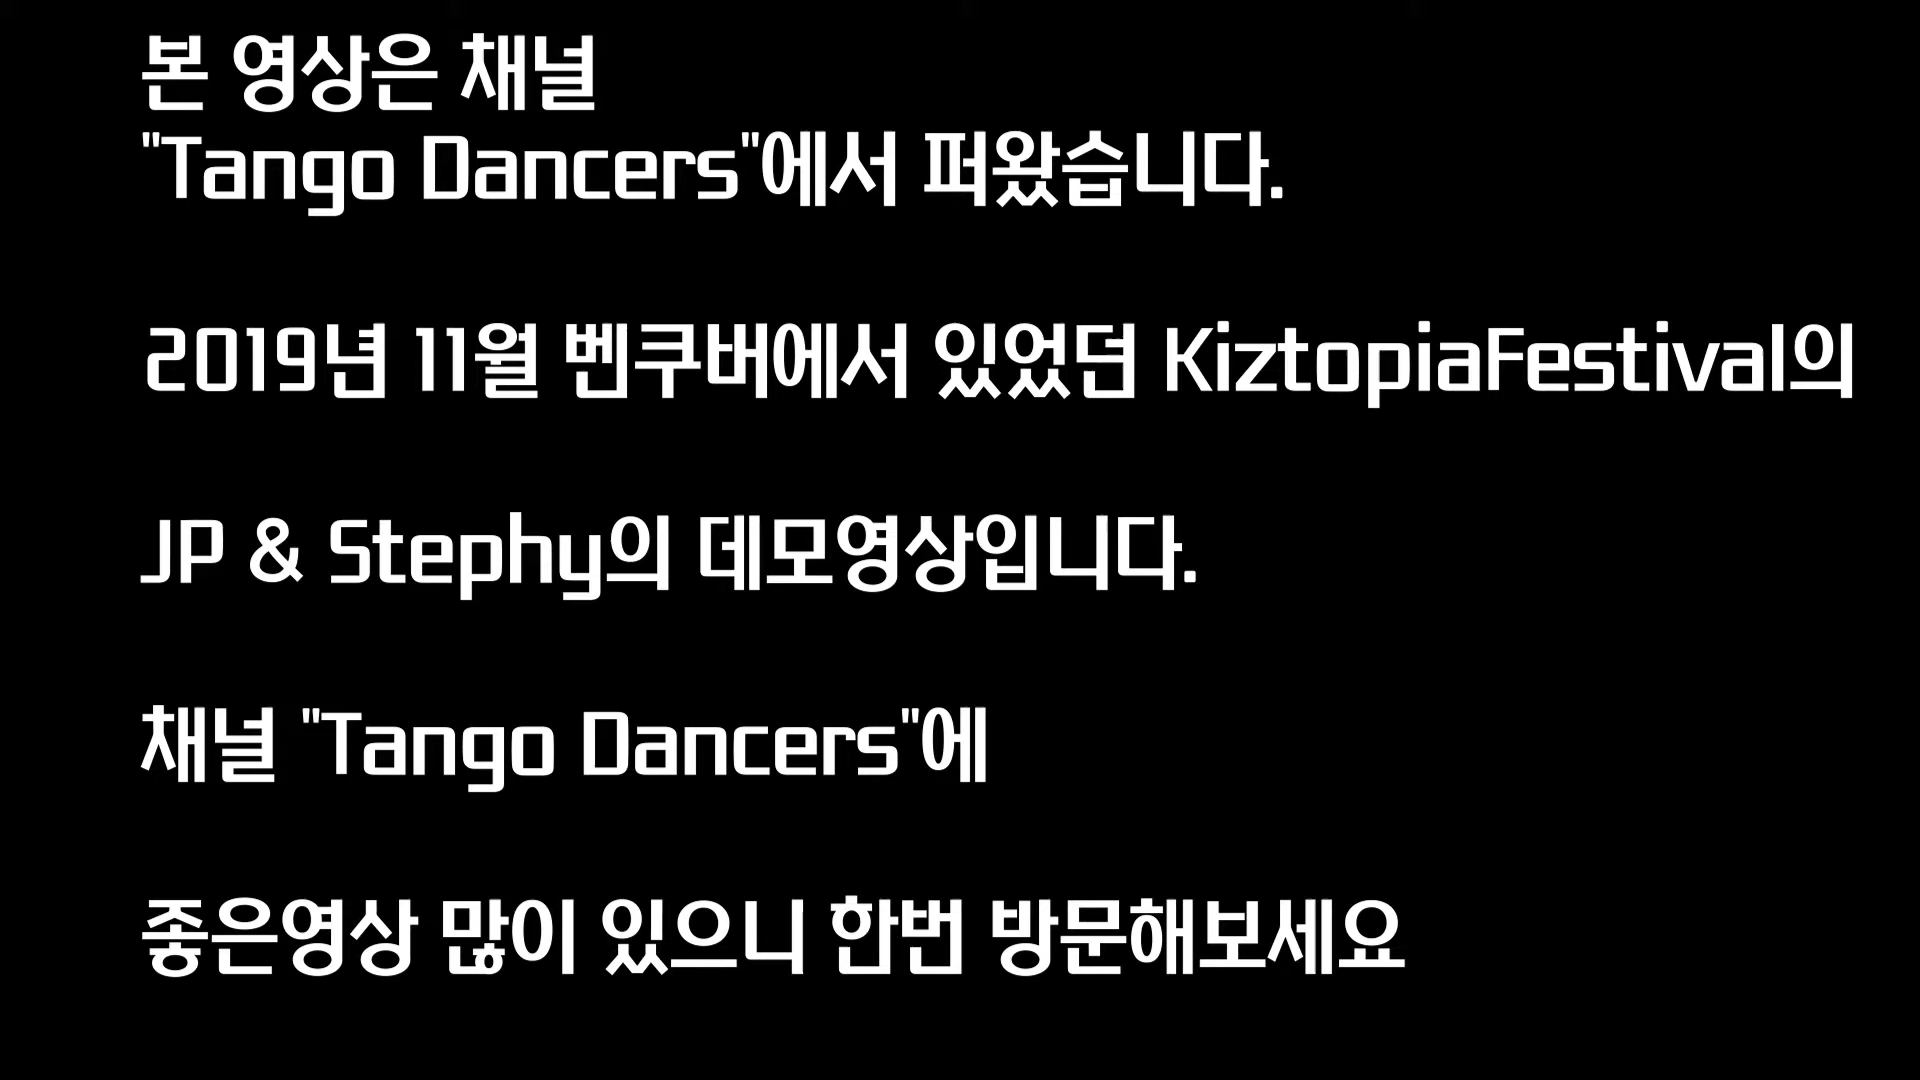 본 영상은 채널
"Tango Dancers"에서 퍼왔습니다.
2019년 11월 벤쿠버에서 있었던 KiztopiaFestival의
JP & Stephy의 데모영상입니다.
채널 "Tango Dancers"에
좋은영상 많이 있으니 한번 방문해보세요